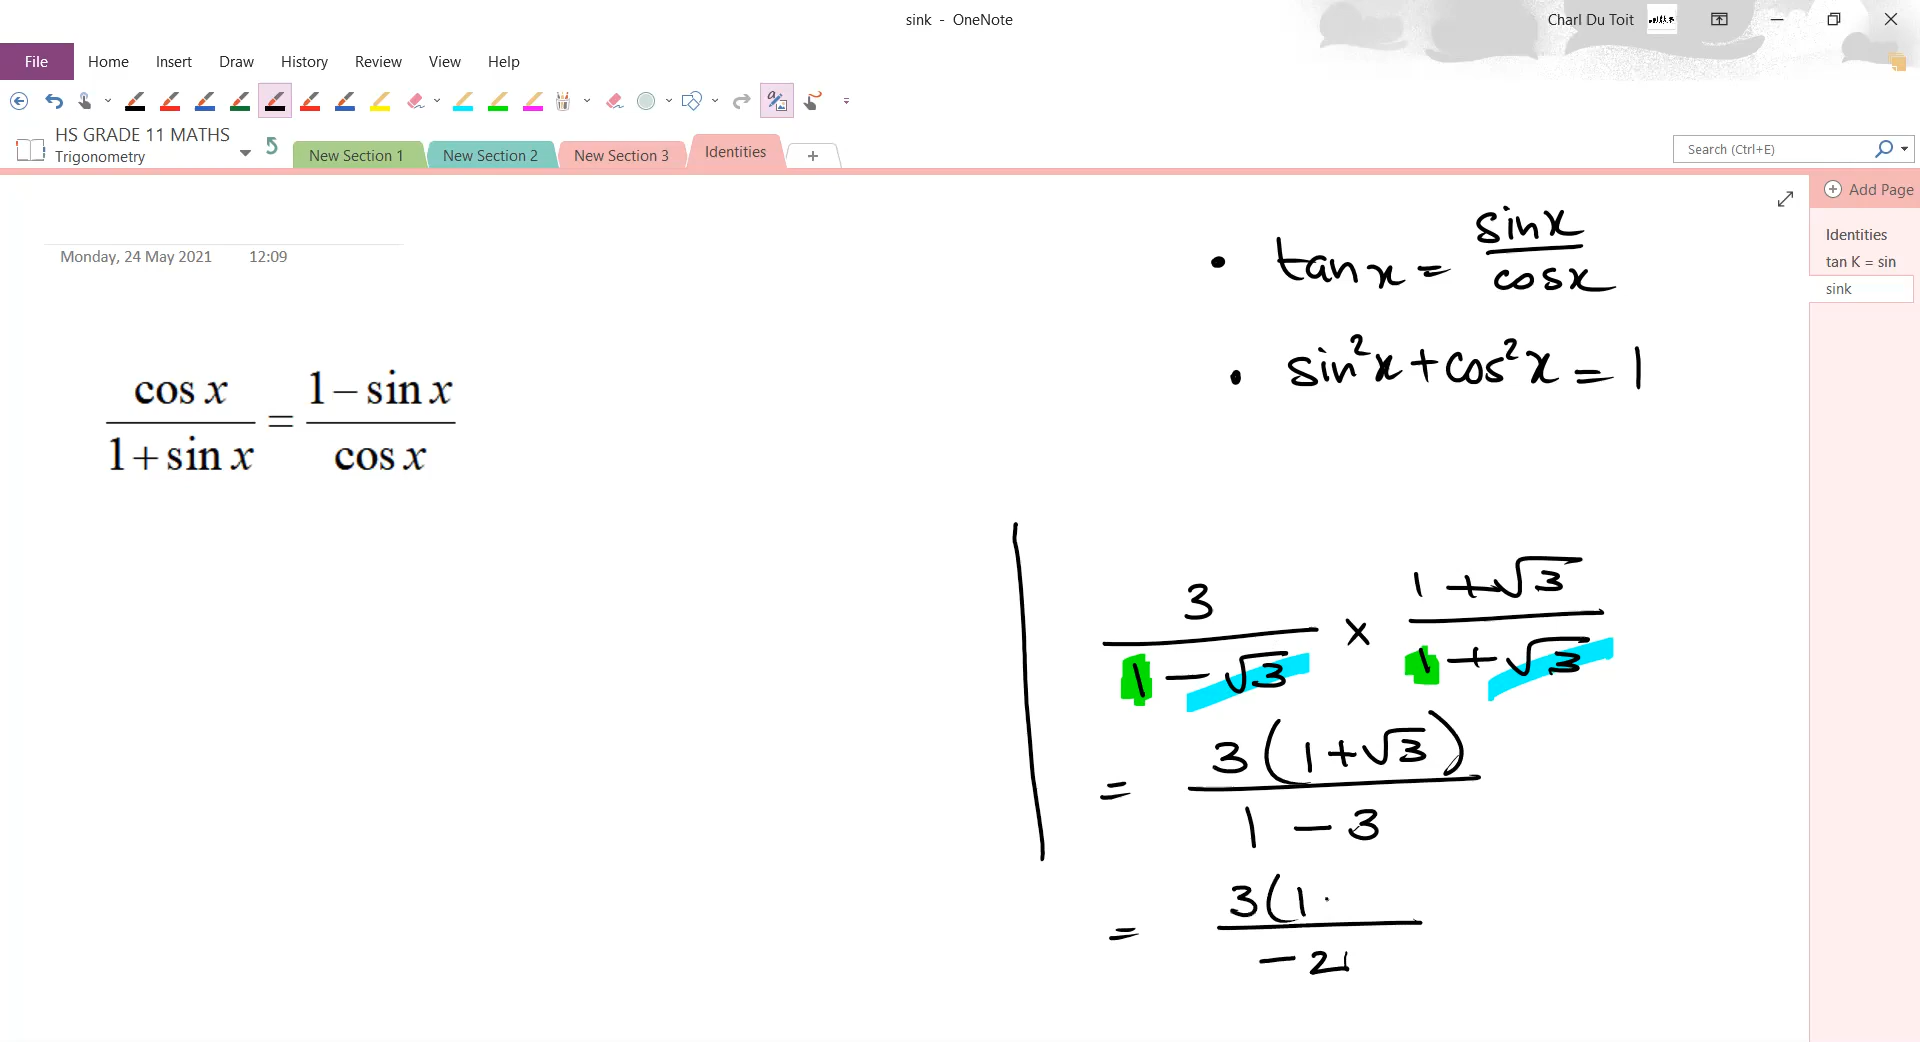 sink - OneNote
Charl Du Toit
File Home Insert Draw History Review View Help
HS GRADE 11 MATHS
Trigonometry
New Section 1 New Section 2 New Section 3 Identities +
Search (Ctrl+E)
Add Page
Identities
tan K = sin
sink
Monday, 24 May 2021 12:09
• tan x = sin x / cos x
• sin²x + cos²x = 1
cos x / (1 + sin x) = (1 − sin x) / cos x
3 / (1 − √3) × (1 + √3) / (1 + √3)
= 3(1 + √3) / (1 − 3)
= 3(1 · / −2